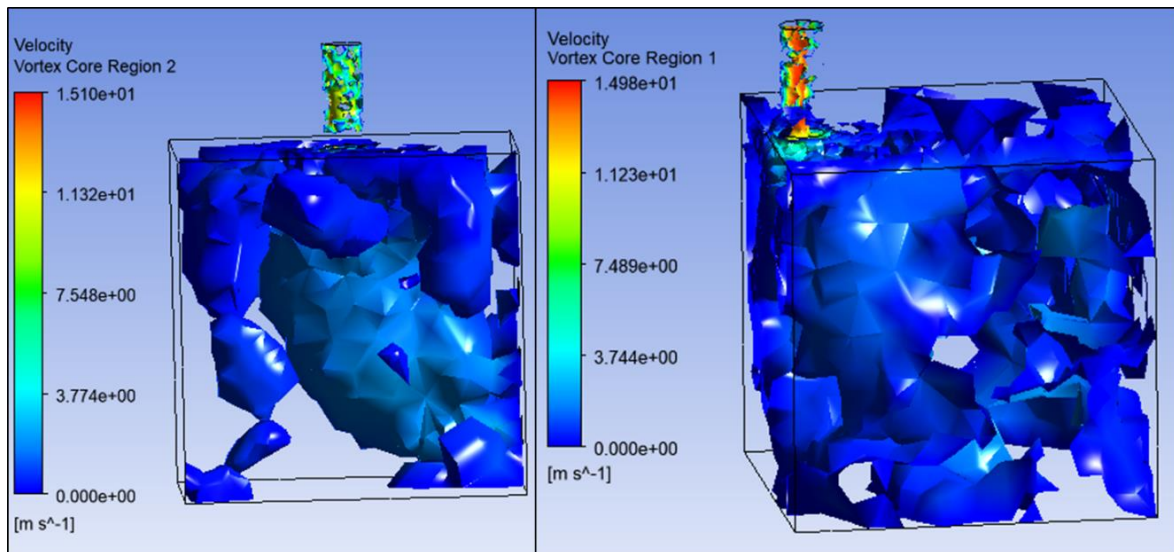 Velocity
Vortex Core Region 2
1.510e+01
1.132e+01
7.548e+00
3.774e+00
0.000e+00
[m s^-1]
Velocity
Vortex Core Region 1
1.498e+01
1.123e+01
7.489e+00
3.744e+00
0.000e+00
[m s^-1]